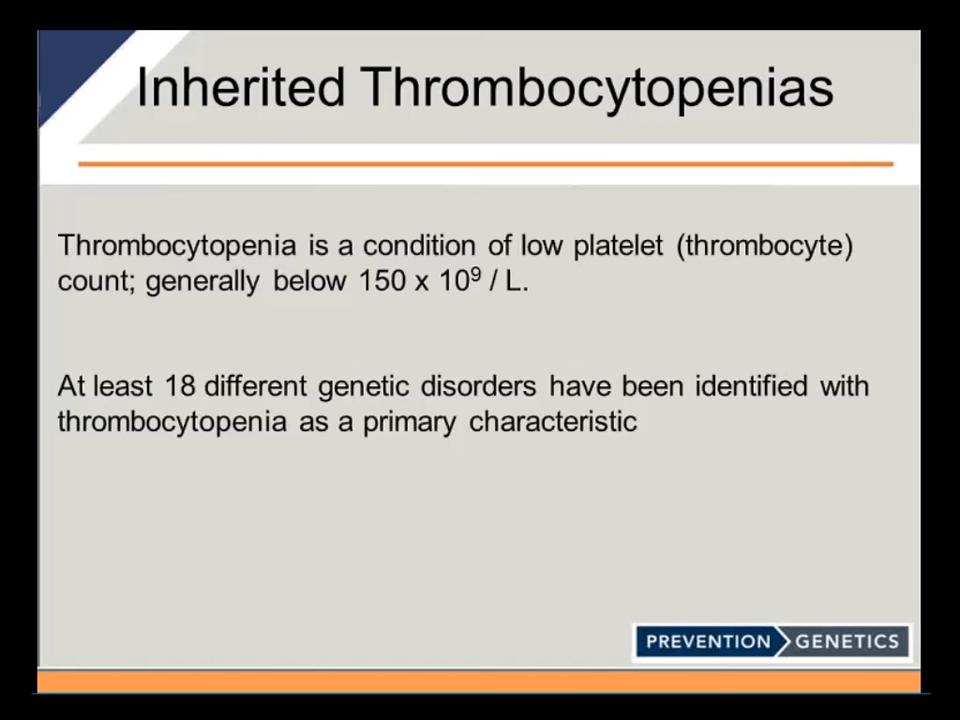 Inherited Thrombocytopenias
Thrombocytopenia is a condition of low platelet (thrombocyte)
count; generally below 150 x 10⁹ / L.
At least 18 different genetic disorders have been identified with
thrombocytopenia as a primary characteristic
PREVENTION GENETICS